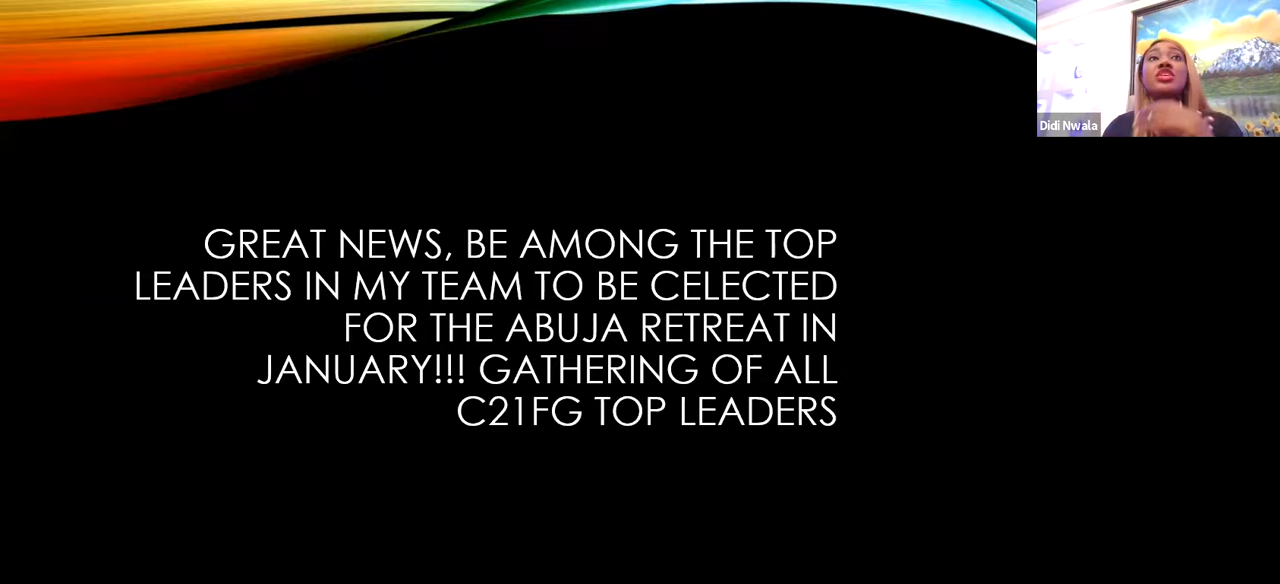 Didi Nwala
GREAT NEWS, BE AMONG THE TOP
LEADERS IN MY TEAM TO BE CELECTED
FOR THE ABUJA RETREAT IN
JANUARY!!! GATHERING OF ALL
C21FG TOP LEADERS